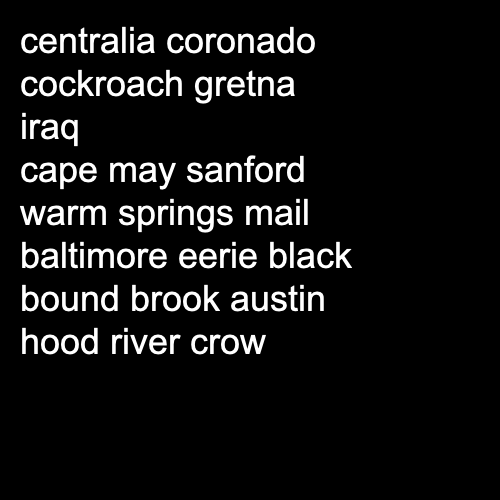 centralia coronado
cockroach gretna
iraq
cape may sanford
warm springs mail
baltimore eerie black
bound brook austin
hood river crow